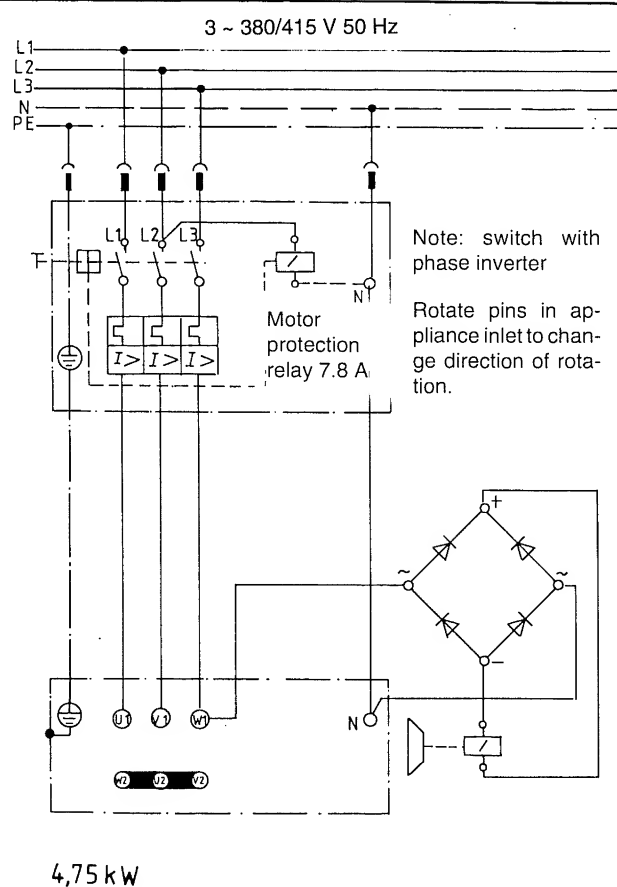 3 ~ 380/415 V 50 Hz
L1
L2
L3
N
PE
L1 L2 L3
N
Note: switch with
phase inverter
Rotate pins in ap-
pliance inlet to chan-
ge direction of rota-
tion.
Motor
protection
relay 7.8 A
I> I> I>
+
~ ~
−
U1 V1 W1 N
W2 U2 V2
4,75 kW